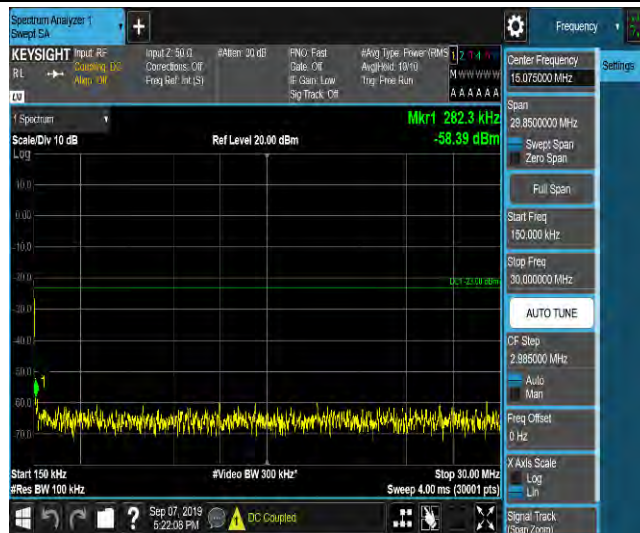 Spectrum Analyzer 1
Swept SA
+
Frequency
KEYSIGHT Input: RF
Coupling: DC
Align: Off
RL
Input Z: 50 Ω
Corrections: Off
Freq Ref: Int (S)
#Atten: 30 dB
PNO: Fast
Gate: Off
IF Gain: Low
Sig Track: Off
#Avg Type: Power (RMS
Avg|Hold: 10/10
Trig: Free Run
M W W W W W
A A A A A A
1 Spectrum
Scale/Div 10 dB
Ref Level 20.00 dBm
Mkr1 282.3 kHz
-58.39 dBm
Log
10.0
0.00
-10.0
-20.0
DL1 -23.00 dBm
-30.0
-40.0
-50.0
1
-60.0
-70.0
Start 150 kHz
#Video BW 300 kHz*
Stop 30.00 MHz
#Res BW 100 kHz
Sweep 4.00 ms (30001 pts)
Sep 07, 2019
5:22:08 PM
DC Coupled
Center Frequency
15.075000 MHz
Settings
Span
29.8500000 MHz
Swept Span
Zero Span
Full Span
Start Freq
150.000 kHz
Stop Freq
30.000000 MHz
AUTO TUNE
CF Step
2.985000 MHz
Auto
Man
Freq Offset
0 Hz
X Axis Scale
Log
Lin
Signal Track
(Span Zoom)